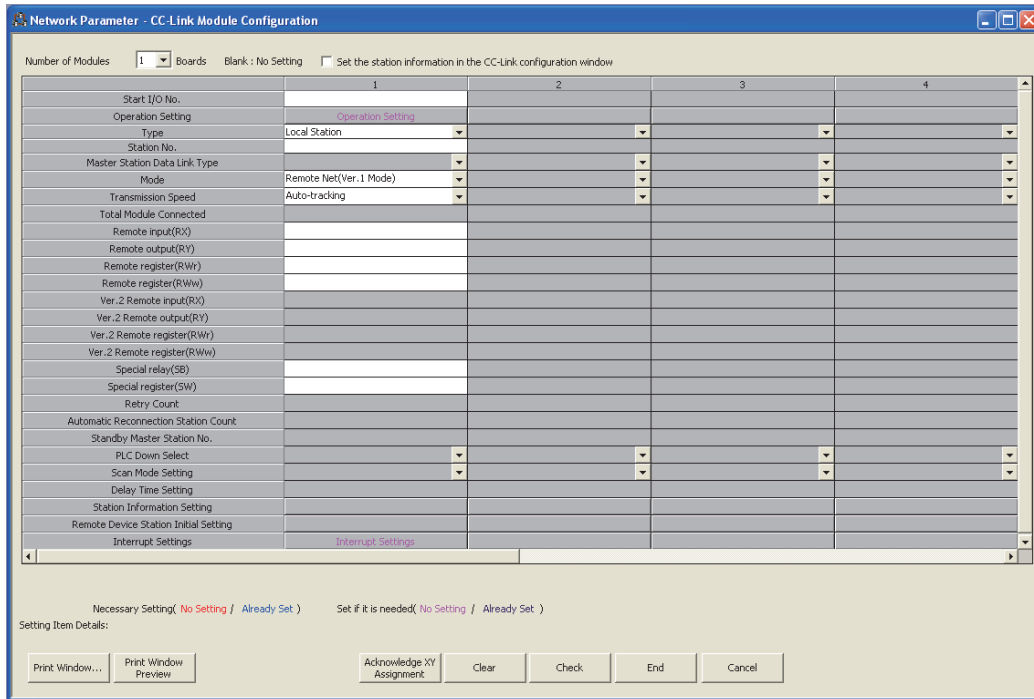 Network Parameter - CC-Link Module Configuration
Number of Modules 1 Boards Blank : No Setting Set the station information in the CC-Link configuration window
1 2 3 4
Start I/O No.
Operation Setting Operation Setting
Type Local Station
Station No.
Master Station Data Link Type
Mode Remote Net(Ver.1 Mode)
Transmission Speed Auto-tracking
Total Module Connected
Remote input(RX)
Remote output(RY)
Remote register(RWr)
Remote register(RWw)
Ver.2 Remote input(RX)
Ver.2 Remote output(RY)
Ver.2 Remote register(RWr)
Ver.2 Remote register(RWw)
Special relay(SB)
Special register(SW)
Retry Count
Automatic Reconnection Station Count
Standby Master Station No.
PLC Down Select
Scan Mode Setting
Delay Time Setting
Station Information Setting
Remote Device Station Initial Setting
Interrupt Settings Interrupt Settings
Necessary Setting( No Setting / Already Set ) Set if it is needed( No Setting / Already Set )
Setting Item Details:
Print Window... Print Window Preview Acknowledge XY Assignment Clear Check End Cancel